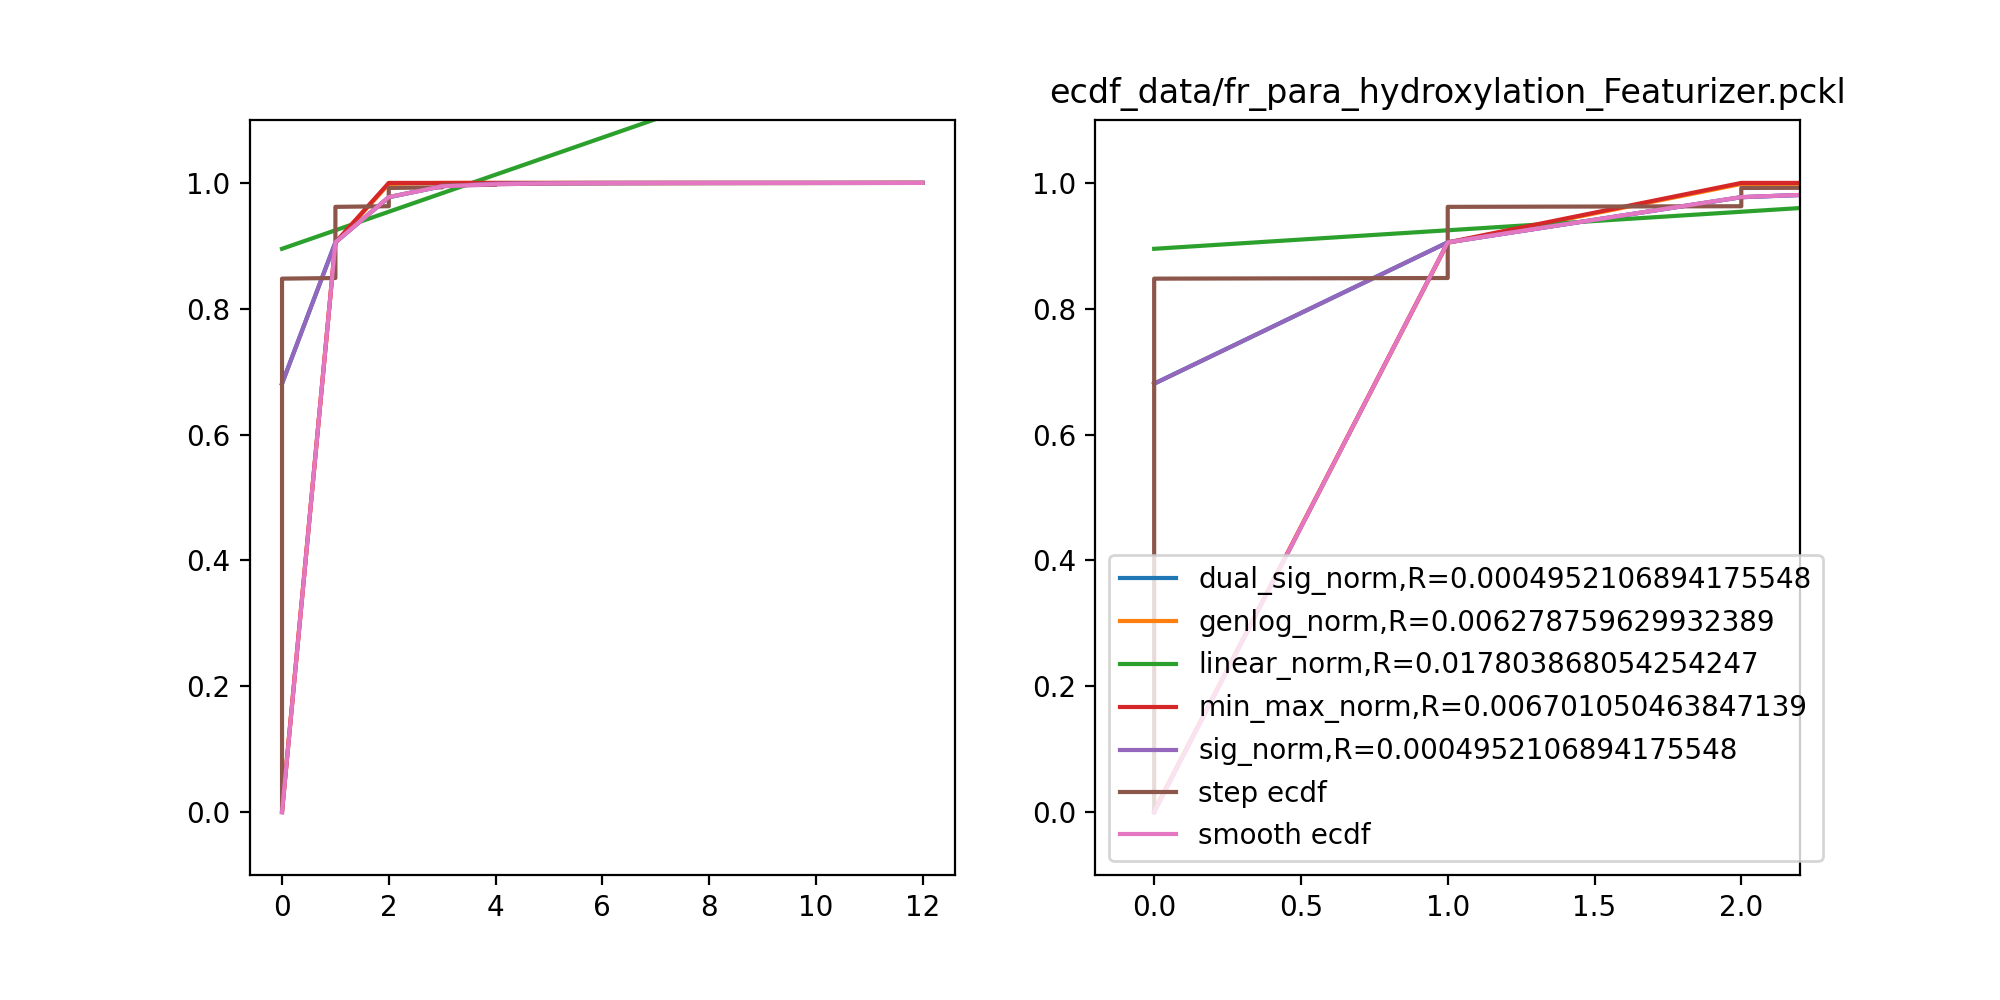 ecdf_data/fr_para_hydroxylation_Featurizer.pckl
1.0
0.8
0.6
0.4
0.2
0.0
0 2 4 6 8 10 12
1.0
0.8
0.6
0.4
0.2
0.0
0.0 0.5 1.0 1.5 2.0
dual_sig_norm,R=0.0004952106894175548
genlog_norm,R=0.006278759629932389
linear_norm,R=0.017803868054254247
min_max_norm,R=0.006701050463847139
sig_norm,R=0.0004952106894175548
step ecdf
smooth ecdf